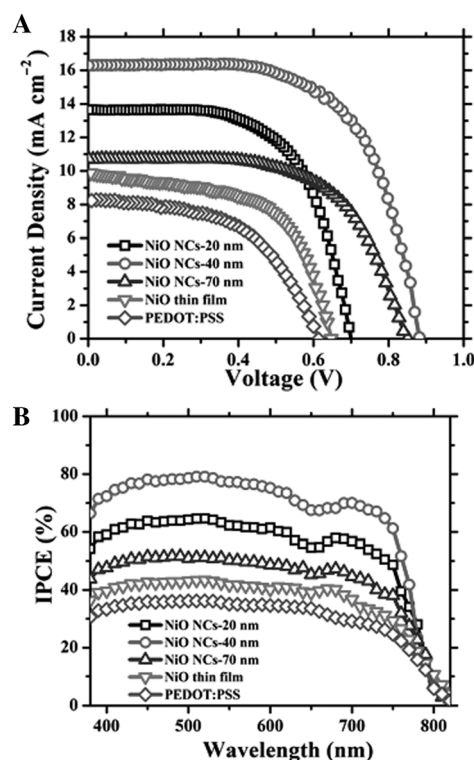 A
Current Density (mA cm⁻²)
18
16
14
12
10
8
6
4
2
0
NiO NCs-20 nm
NiO NCs-40 nm
NiO NCs-70 nm
NiO thin film
PEDOT:PSS
0.0 0.2 0.4 0.6 0.8 1.0
Voltage (V)
B
IPCE (%)
100
80
60
40
20
0
NiO NCs-20 nm
NiO NCs-40 nm
NiO NCs-70 nm
NiO thin film
PEDOT:PSS
400 500 600 700 800
Wavelength (nm)